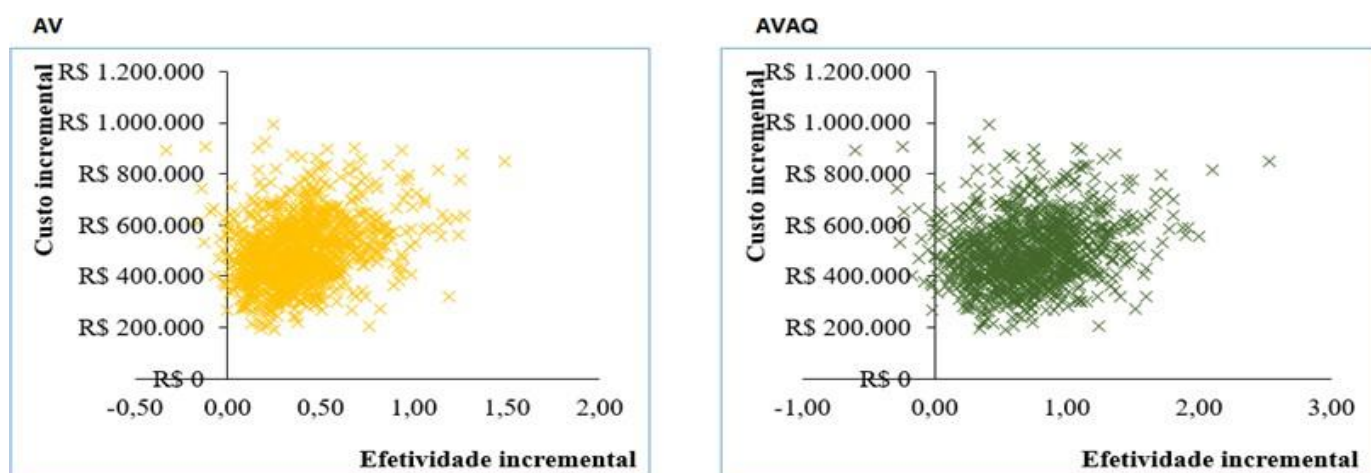 AV
R$ 1.200.000
R$ 1.000.000
R$ 800.000
R$ 600.000
R$ 400.000
R$ 200.000
R$ 0
Custo incremental
-0,50 0,00 0,50 1,00 1,50 2,00
Efetividade incremental
AVAQ
R$ 1.200.000
R$ 1.000.000
R$ 800.000
R$ 600.000
R$ 400.000
R$ 200.000
R$ 0
Custo incremental
-1,00 0,00 1,00 2,00 3,00
Efetividade incremental